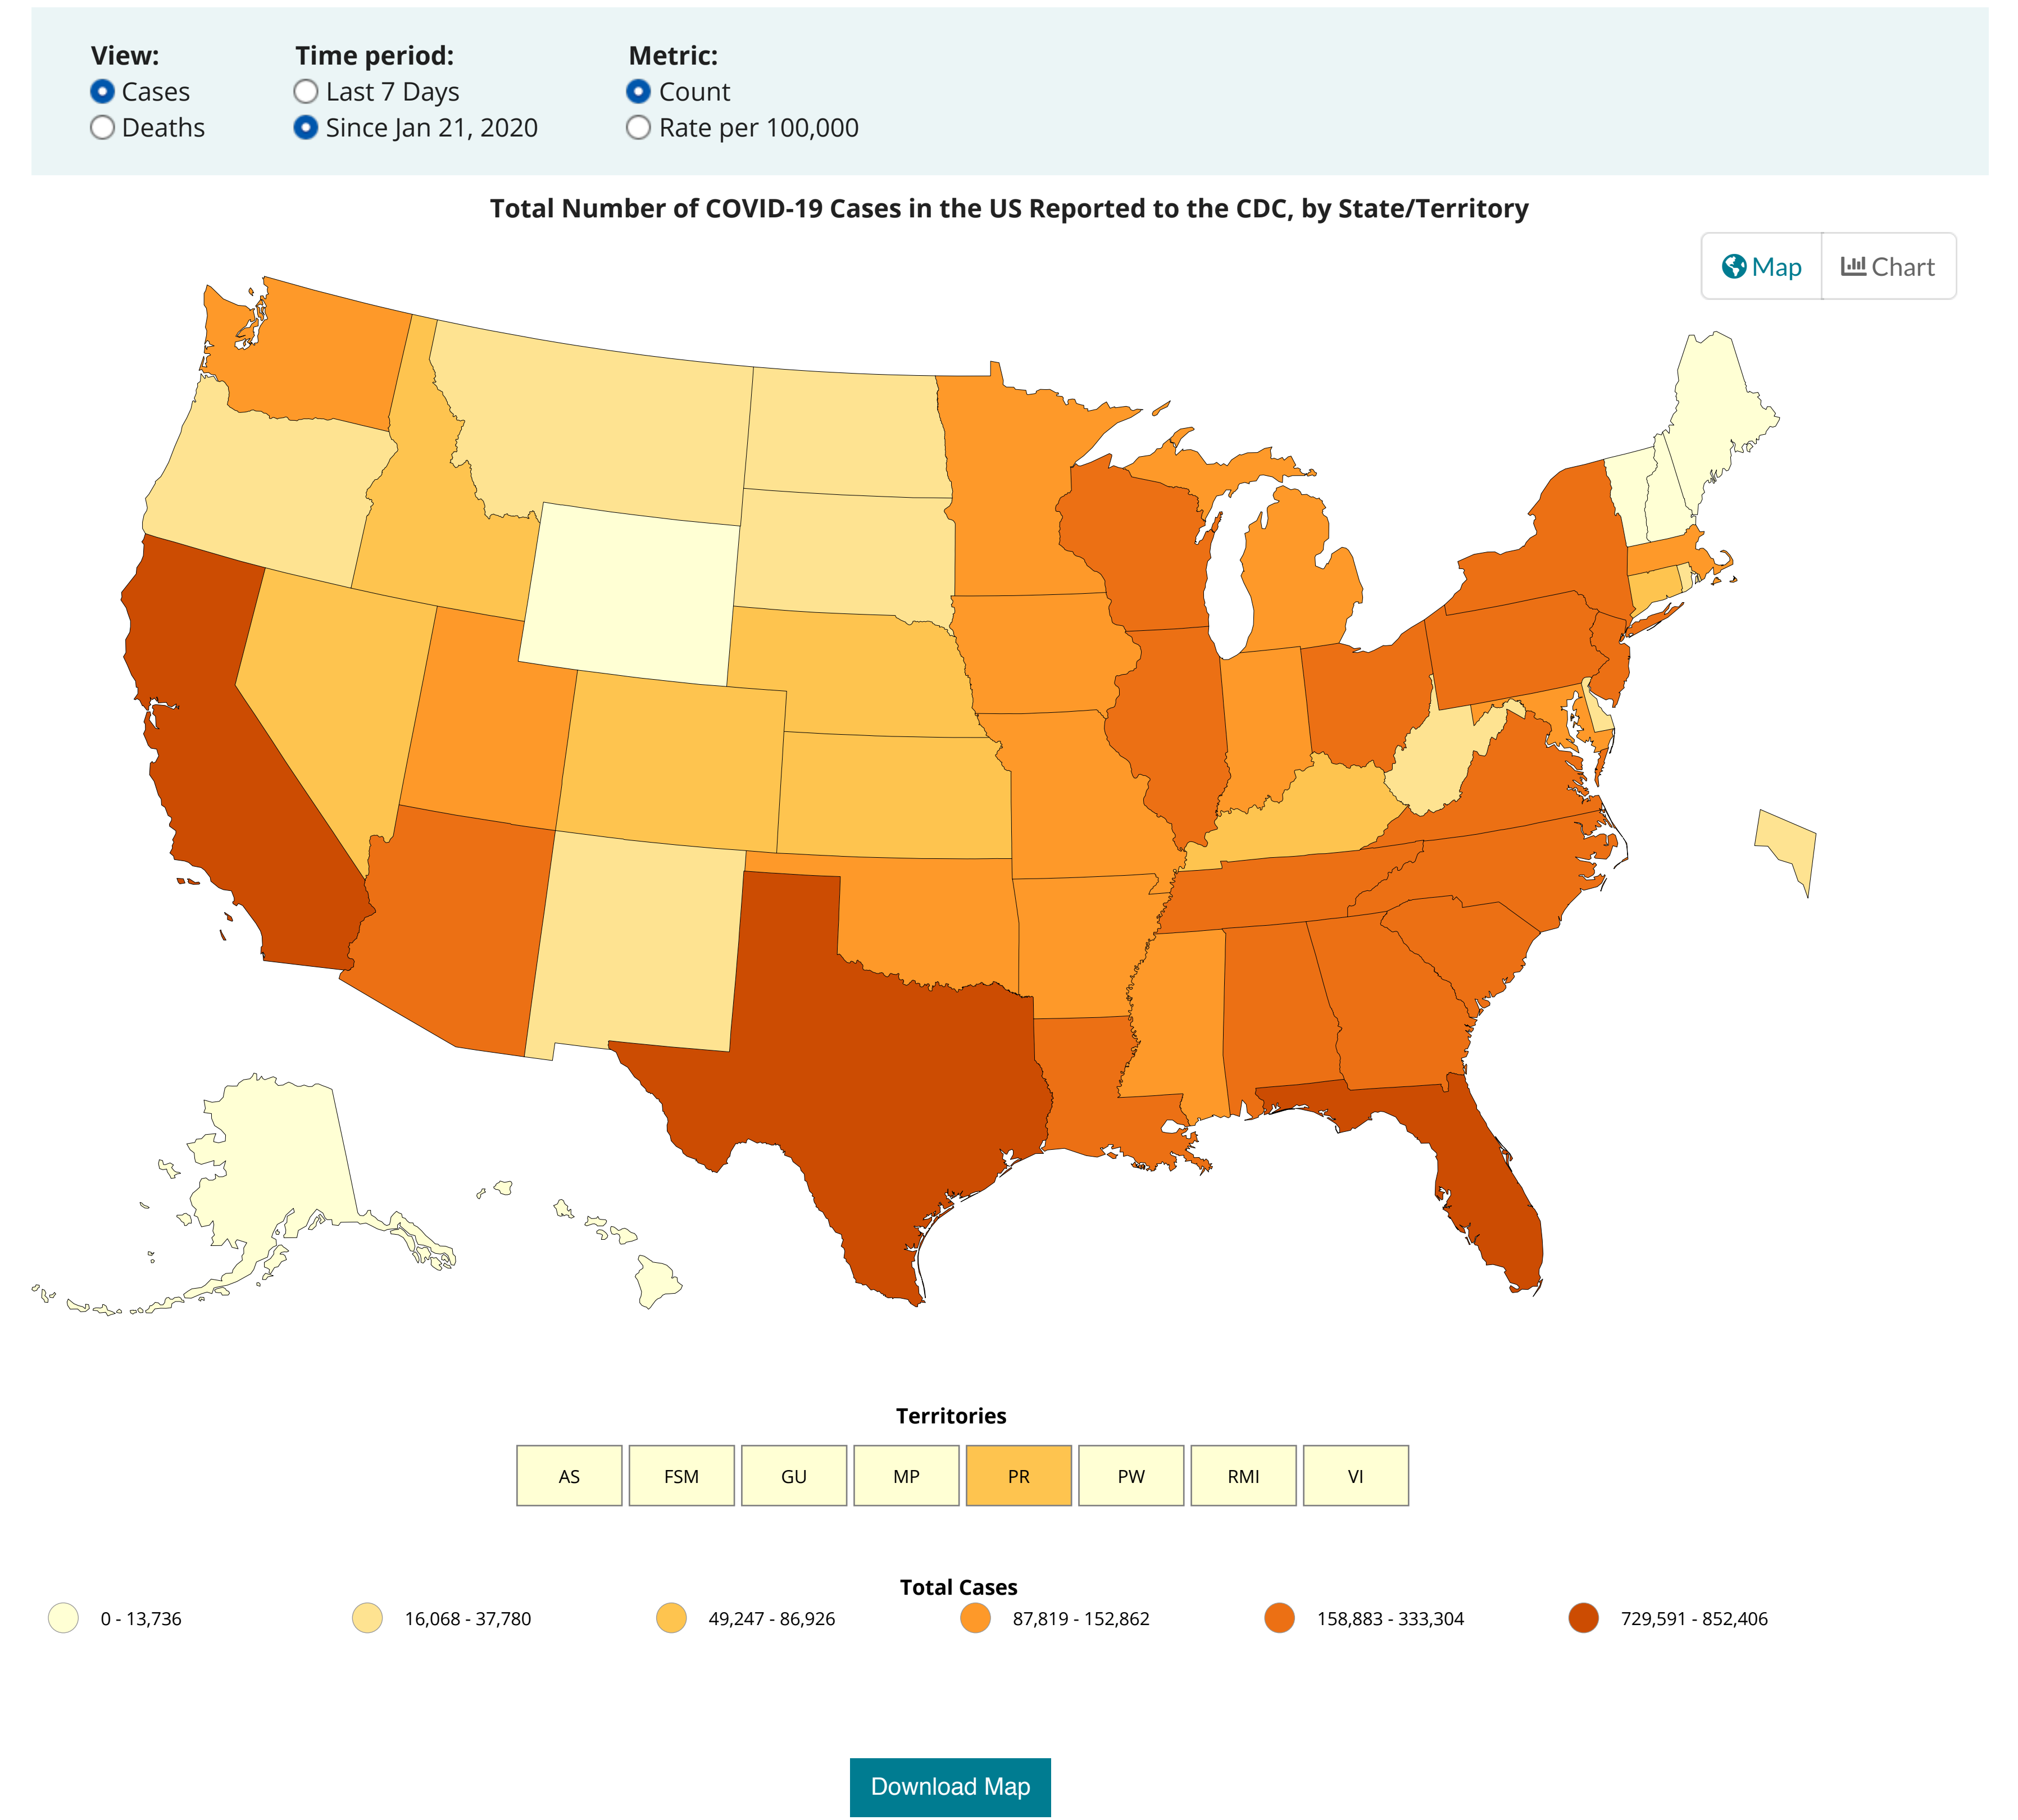 View:
Cases
Deaths
Time period:
Last 7 Days
Since Jan 21, 2020
Metric:
Count
Rate per 100,000
Total Number of COVID-19 Cases in the US Reported to the CDC, by State/Territory
Map
Chart
Territories
AS FSM GU MP PR PW RMI VI
Total Cases
0 - 13,736 16,068 - 37,780 49,247 - 86,926 87,819 - 152,862 158,883 - 333,304 729,591 - 852,406
Download Map